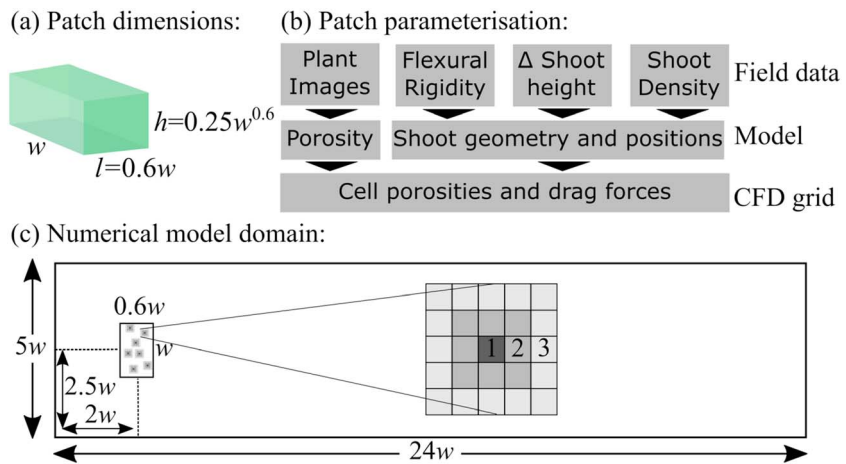 (a) Patch dimensions:
w
l=0.6w
h=0.25w^0.6
(b) Patch parameterisation:
Plant Images
Flexural Rigidity
Δ Shoot height
Shoot Density
Field data
Porosity
Shoot geometry and positions
Model
Cell porosities and drag forces
CFD grid
(c) Numerical model domain:
0.6w
w
5w
2.5w
2w
1 2 3
24w